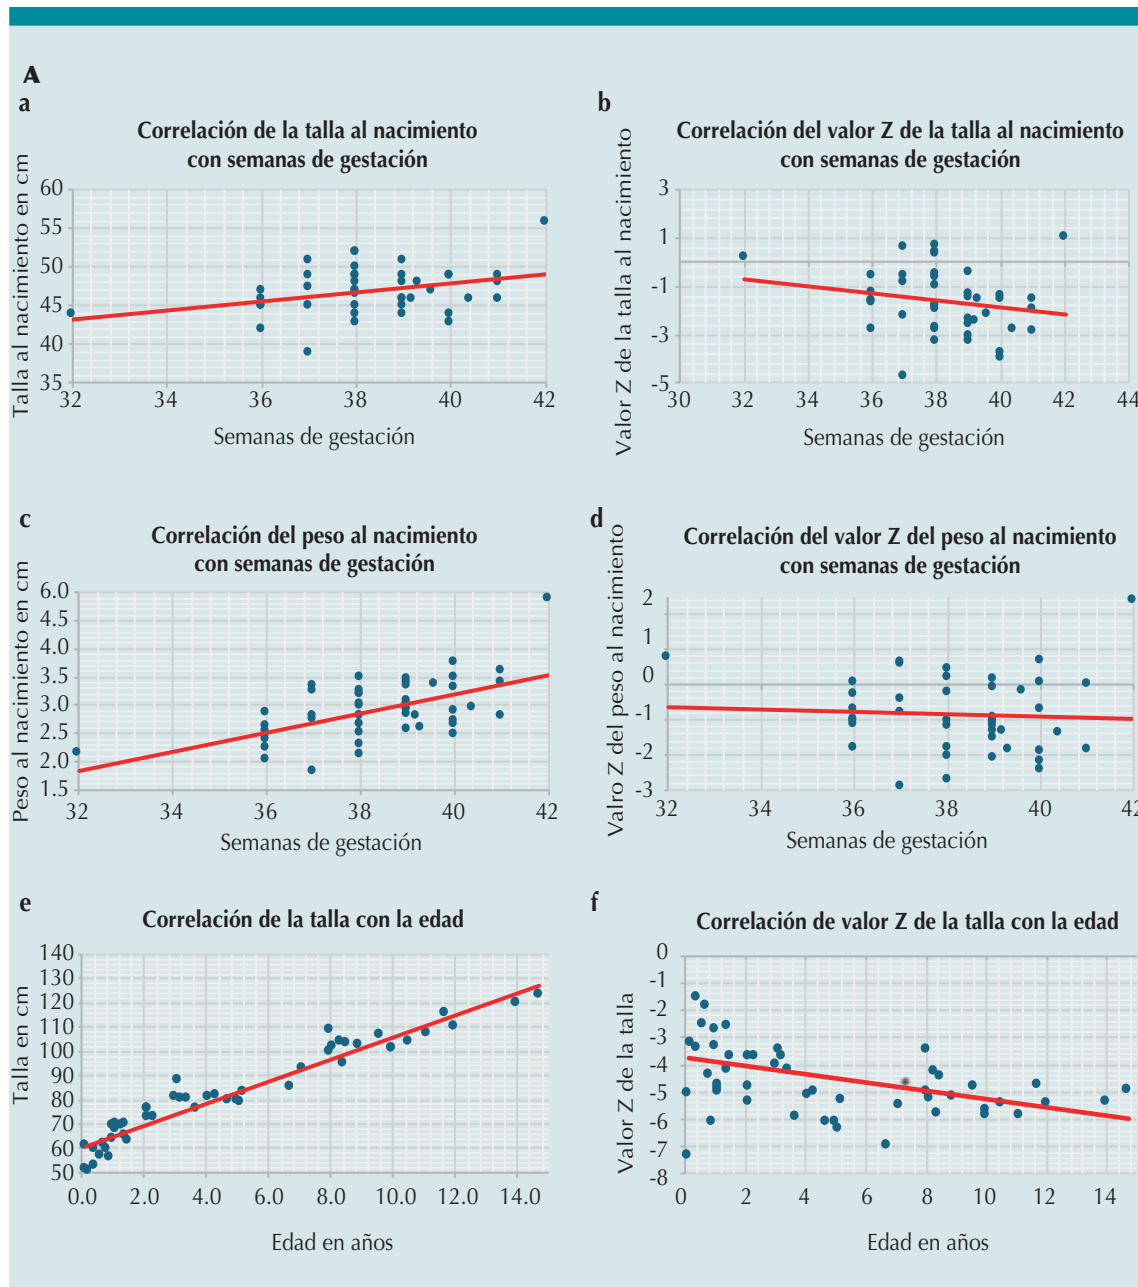 A
a
Correlación de la talla al nacimiento
con semanas de gestación
Talla al nacimiento en cm
60
55
50
45
40
35
32 34 36 38 40 42
Semanas de gestación
b
Correlación del valor Z de la talla al nacimiento
con semanas de gestación
Valor Z de la talla al nacimiento
3
1
-1
-3
-5
30 32 34 36 38 40 42 44
Semanas de gestación
c
Correlación del peso al nacimiento
con semanas de gestación
Peso al nacimiento en cm
6.0
4.5
4.0
3.5
3.0
2.5
2.0
1.5
32 34 36 38 40 42
Semanas de gestación
d
Correlación del valor Z del peso al nacimiento
con semanas de gestación
Valro Z del peso al nacimiento
2
1
0
-1
-2
-3
32 34 36 38 40 42
Semanas de gestación
e
Correlación de la talla con la edad
Talla en cm
140
130
120
110
100
90
80
70
60
50
0.0 2.0 4.0 6.0 8.0 10.0 12.0 14.0
Edad en años
f
Correlación de valor Z de la talla con la edad
Valor Z de la talla
0
-1
-2
-3
-4
-5
-6
-7
-8
0 2 4 6 8 10 12 14
Edad en años